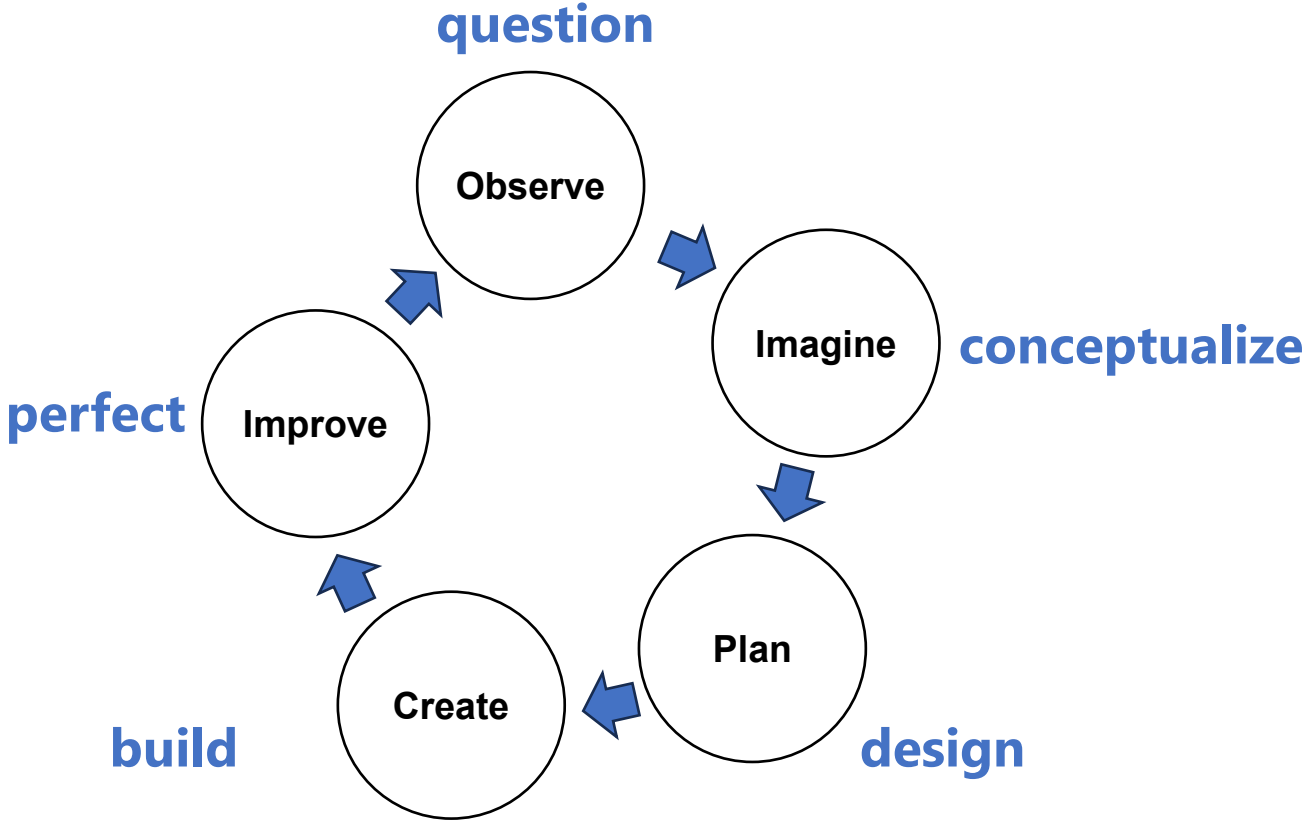 question
Observe
Imagine
conceptualize
Plan
design
Create
build
Improve
perfect